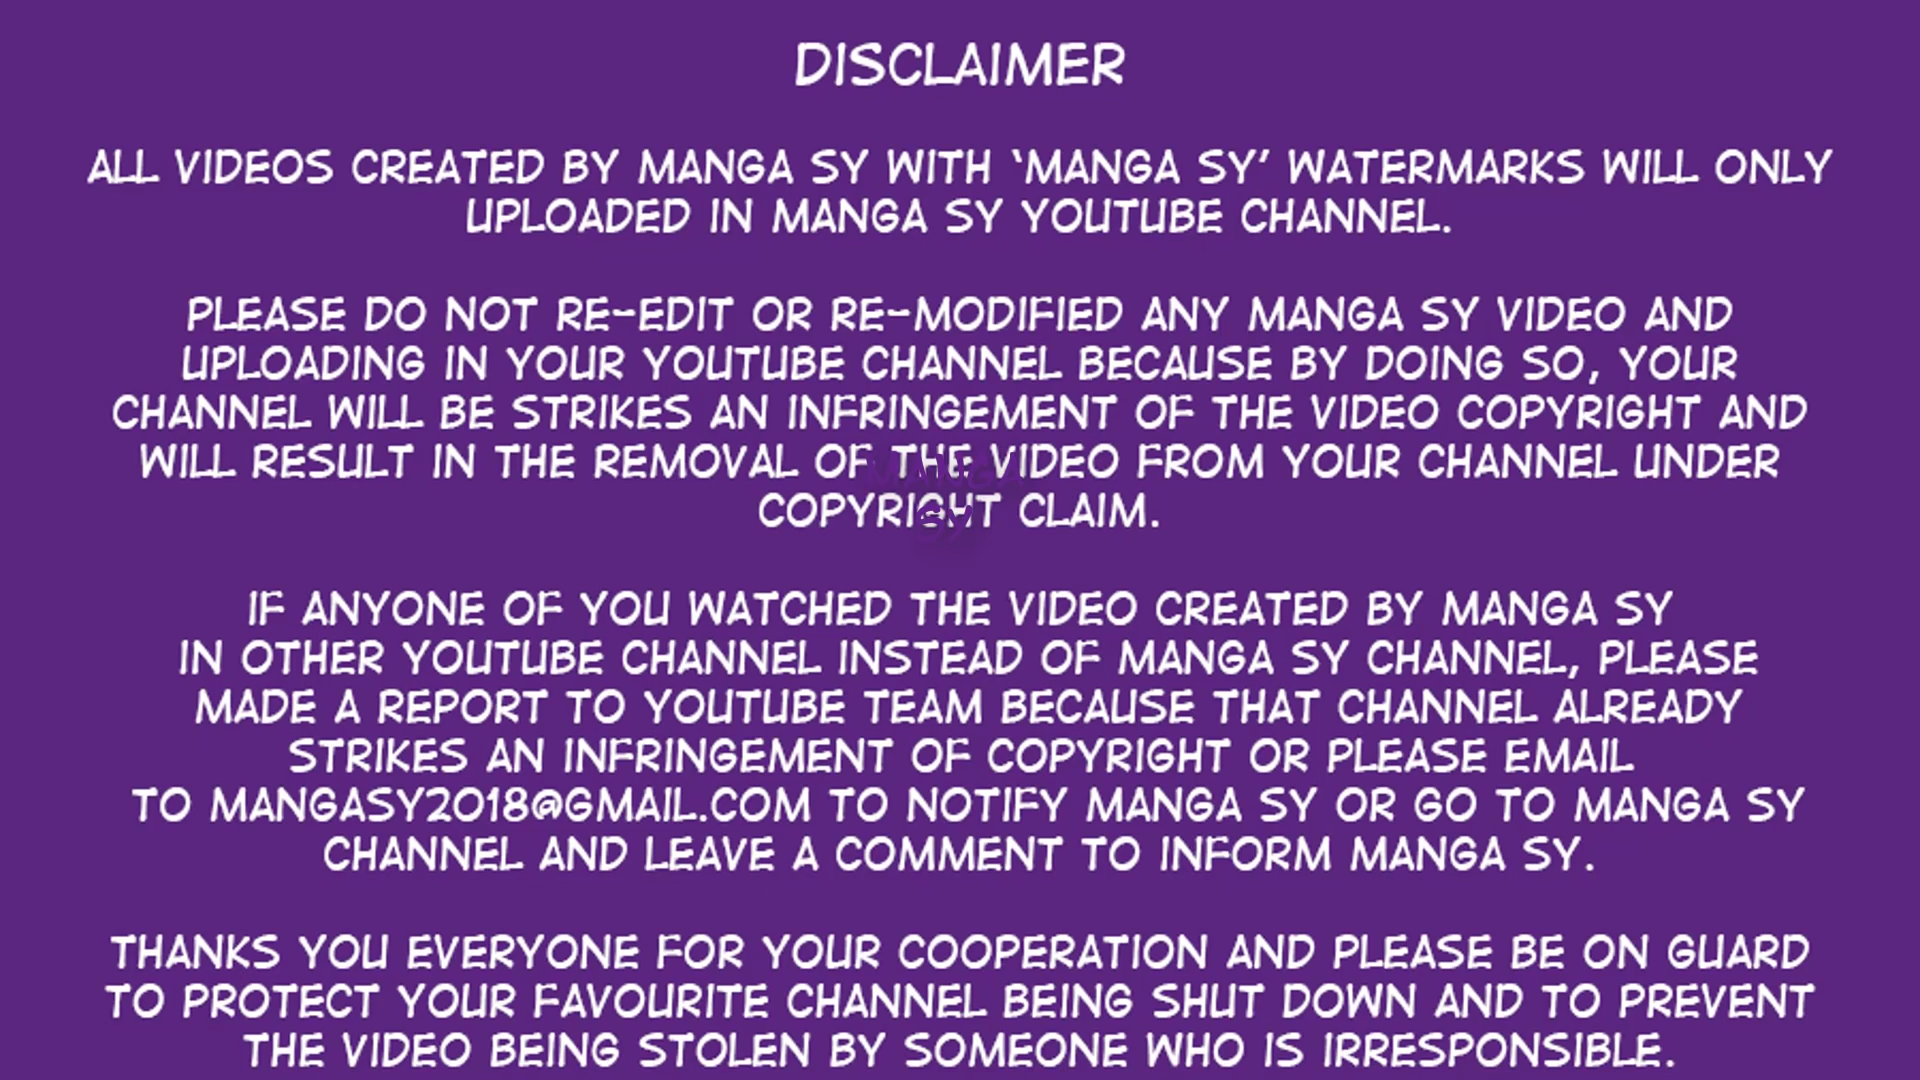 DISCLAIMER
ALL VIDEOS CREATED BY MANGA SY WITH ‘MANGA SY’ WATERMARKS WILL ONLY
UPLOADED IN MANGA SY YOUTUBE CHANNEL.
PLEASE DO NOT RE-EDIT OR RE-MODIFIED ANY MANGA SY VIDEO AND
UPLOADING IN YOUR YOUTUBE CHANNEL BECAUSE BY DOING SO, YOUR
CHANNEL WILL BE STRIKES AN INFRINGEMENT OF THE VIDEO COPYRIGHT AND
WILL RESULT IN THE REMOVAL OF THE VIDEO FROM YOUR CHANNEL UNDER
COPYRIGHT CLAIM.
MANGA
SY
IF ANYONE OF YOU WATCHED THE VIDEO CREATED BY MANGA SY
IN OTHER YOUTUBE CHANNEL INSTEAD OF MANGA SY CHANNEL, PLEASE
MADE A REPORT TO YOUTUBE TEAM BECAUSE THAT CHANNEL ALREADY
STRIKES AN INFRINGEMENT OF COPYRIGHT OR PLEASE EMAIL
TO MANGASY2018@GMAIL.COM TO NOTIFY MANGA SY OR GO TO MANGA SY
CHANNEL AND LEAVE A COMMENT TO INFORM MANGA SY.
THANKS YOU EVERYONE FOR YOUR COOPERATION AND PLEASE BE ON GUARD
TO PROTECT YOUR FAVOURITE CHANNEL BEING SHUT DOWN AND TO PREVENT
THE VIDEO BEING STOLEN BY SOMEONE WHO IS IRRESPONSIBLE.